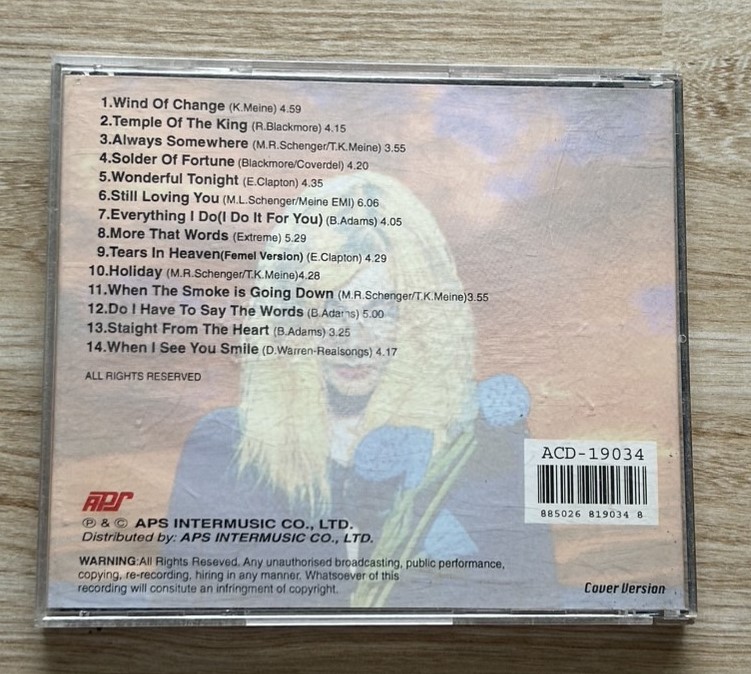 1.Wind Of Change (K.Meine) 4.59
2.Temple Of The King (R.Blackmore) 4.15
3.Always Somewhere (M.R.Schenger/T.K.Meine) 3.55
4.Solder Of Fortune (Blackmore/Coverdel) 4.20
5.Wonderful Tonight (E.Clapton) 4.35
6.Still Loving You (M.L.Schenger/Meine EMI) 6.06
7.Everything I Do(I Do It For You) (B.Adams) 4.05
8.More That Words (Extreme) 5.29
9.Tears In Heaven(Femel Version) (E.Clapton) 4.29
10.Holiday (M.R.Schenger/T.K.Meine)4.28
11.When The Smoke is Going Down (M.R.Schenger/T.K.Meine)3.55
12.Do I Have To Say The Words (B.Adams) 5.00
13.Staight From The Heart (B.Adams) 3.25
14.When I See You Smile (D.Warren-Realsongs) 4.17
ALL RIGHTS RESERVED
ACD-19034
885026 819034 8
APS
℗ & © APS INTERMUSIC CO., LTD.
Distributed by: APS INTERMUSIC CO., LTD.
WARNING:All Rights Reseved. Any unauthorised broadcasting, public performance,
copying, re-recording, hiring in any manner. Whatsoever of this
recording will consitute an infringment of copyright.
Cover Version